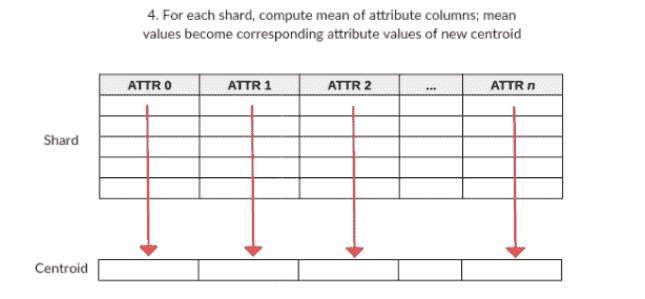 4. For each shard, compute mean of attribute columns; mean
values become corresponding attribute values of new centroid
ATTR 0 ATTR 1 ATTR 2 ... ATTR n
Shard
Centroid